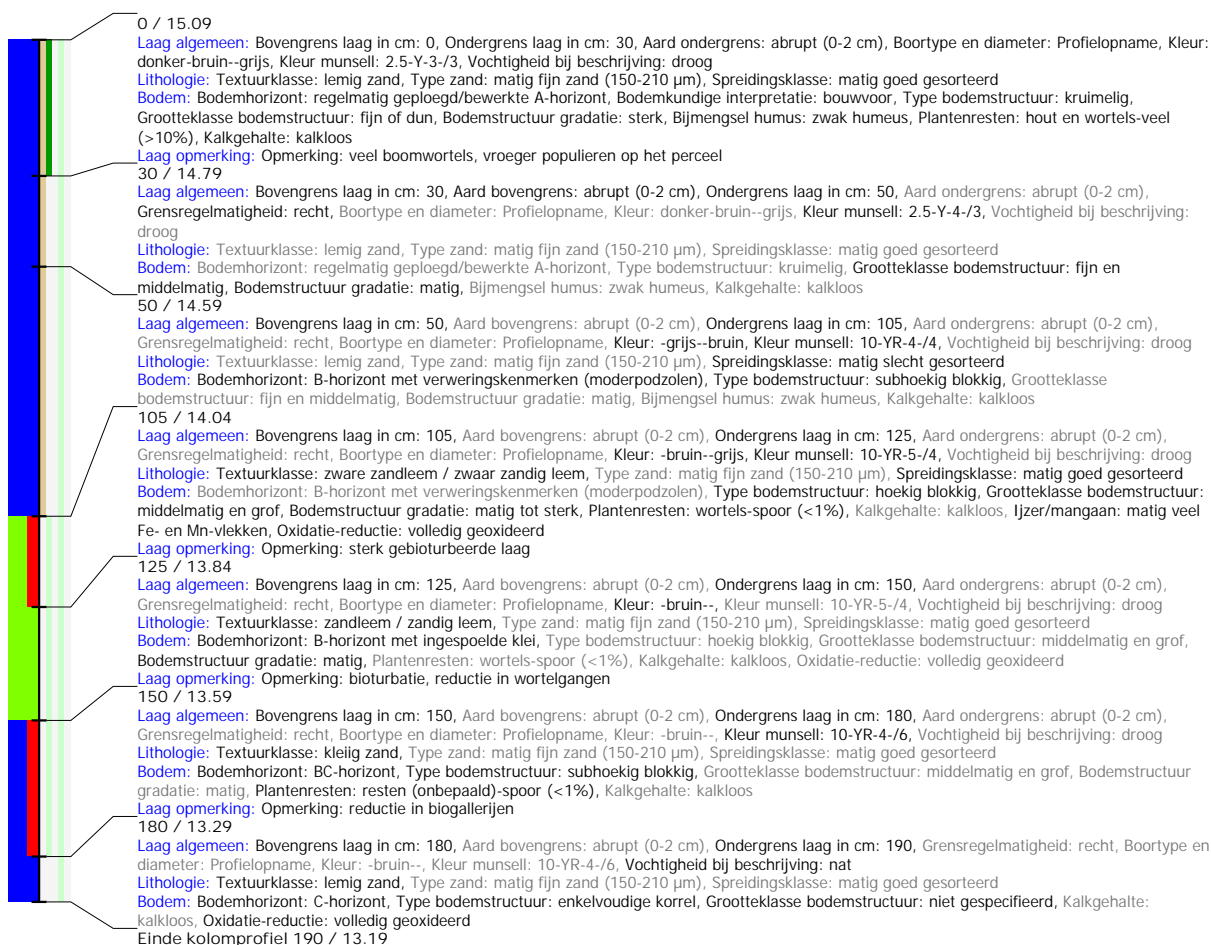 0 / 15.09
Laag algemeen: Bovengrens laag in cm: 0, Ondergrens laag in cm: 30, Aard ondergrens: abrupt (0-2 cm), Boortype en diameter: Profielopname, Kleur:
donker-bruin--grijs, Kleur munsell: 2.5-Y-3-/3, Vochtigheid bij beschrijving: droog
Lithologie: Textuurklasse: lemig zand, Type zand: matig fijn zand (150-210 µm), Spreidingsklasse: matig goed gesorteerd
Bodem: Bodemhorizont: regelmatig geploegd/bewerkte A-horizont, Bodemkundige interpretatie: bouwvoor, Type bodemstructuur: kruimelig,
Grootteklasse bodemstructuur: fijn of dun, Bodemstructuur gradatie: sterk, Bijmengsel humus: zwak humeus, Plantenresten: hout en wortels-veel
(>10%), Kalkgehalte: kalkloos
Laag opmerking: Opmerking: veel boomwortels, vroeger populieren op het perceel
30 / 14.79
Laag algemeen: Bovengrens laag in cm: 30, Aard bovengrens: abrupt (0-2 cm), Ondergrens laag in cm: 50, Aard ondergrens: abrupt (0-2 cm),
Grensregelmatigheid: recht, Boortype en diameter: Profielopname, Kleur: donker-bruin--grijs, Kleur munsell: 2.5-Y-4-/3, Vochtigheid bij beschrijving:
droog
Lithologie: Textuurklasse: lemig zand, Type zand: matig fijn zand (150-210 µm), Spreidingsklasse: matig goed gesorteerd
Bodem: Bodemhorizont: regelmatig geploegd/bewerkte A-horizont, Type bodemstructuur: kruimelig, Grootteklasse bodemstructuur: fijn en
middelmatig, Bodemstructuur gradatie: matig, Bijmengsel humus: zwak humeus, Kalkgehalte: kalkloos
50 / 14.59
Laag algemeen: Bovengrens laag in cm: 50, Aard bovengrens: abrupt (0-2 cm), Ondergrens laag in cm: 105, Aard ondergrens: abrupt (0-2 cm),
Grensregelmatigheid: recht, Boortype en diameter: Profielopname, Kleur: -grijs--bruin, Kleur munsell: 10-YR-4-/4, Vochtigheid bij beschrijving: droog
Lithologie: Textuurklasse: lemig zand, Type zand: matig fijn zand (150-210 µm), Spreidingsklasse: matig slecht gesorteerd
Bodem: Bodemhorizont: B-horizont met verweringskenmerken (moderpodzolen), Type bodemstructuur: subhoekig blokkig, Grootteklasse
bodemstructuur: fijn en middelmatig, Bodemstructuur gradatie: matig, Bijmengsel humus: zwak humeus, Kalkgehalte: kalkloos
105 / 14.04
Laag algemeen: Bovengrens laag in cm: 105, Aard bovengrens: abrupt (0-2 cm), Ondergrens laag in cm: 125, Aard ondergrens: abrupt (0-2 cm),
Grensregelmatigheid: recht, Boortype en diameter: Profielopname, Kleur: -bruin--grijs, Kleur munsell: 10-YR-5-/4, Vochtigheid bij beschrijving: droog
Lithologie: Textuurklasse: zware zandleem / zwaar zandig leem, Type zand: matig fijn zand (150-210 µm), Spreidingsklasse: matig goed gesorteerd
Bodem: Bodemhorizont: B-horizont met verweringskenmerken (moderpodzolen), Type bodemstructuur: hoekig blokkig, Grootteklasse bodemstructuur:
middelmatig en grof, Bodemstructuur gradatie: matig tot sterk, Plantenresten: wortels-spoor (<1%), Kalkgehalte: kalkloos, Ijzer/mangaan: matig veel
Fe- en Mn-vlekken, Oxidatie-reductie: volledig geoxideerd
Laag opmerking: Opmerking: sterk gebioturbeerde laag
125 / 13.84
Laag algemeen: Bovengrens laag in cm: 125, Aard bovengrens: abrupt (0-2 cm), Ondergrens laag in cm: 150, Aard ondergrens: abrupt (0-2 cm),
Grensregelmatigheid: recht, Boortype en diameter: Profielopname, Kleur: -bruin--, Kleur munsell: 10-YR-5-/4, Vochtigheid bij beschrijving: droog
Lithologie: Textuurklasse: zandleem / zandig leem, Type zand: matig fijn zand (150-210 µm), Spreidingsklasse: matig goed gesorteerd
Bodem: Bodemhorizont: B-horizont met ingespoelde klei, Type bodemstructuur: hoekig blokkig, Grootteklasse bodemstructuur: middelmatig en grof,
Bodemstructuur gradatie: matig, Plantenresten: wortels-spoor (<1%), Kalkgehalte: kalkloos, Oxidatie-reductie: volledig geoxideerd
Laag opmerking: Opmerking: bioturbatie, reductie in wortelgangen
150 / 13.59
Laag algemeen: Bovengrens laag in cm: 150, Aard bovengrens: abrupt (0-2 cm), Ondergrens laag in cm: 180, Aard ondergrens: abrupt (0-2 cm),
Grensregelmatigheid: recht, Boortype en diameter: Profielopname, Kleur: -bruin--, Kleur munsell: 10-YR-4-/6, Vochtigheid bij beschrijving: droog
Lithologie: Textuurklasse: kleiig zand, Type zand: matig fijn zand (150-210 µm), Spreidingsklasse: matig goed gesorteerd
Bodem: Bodemhorizont: BC-horizont, Type bodemstructuur: subhoekig blokkig, Grootteklasse bodemstructuur: middelmatig en grof, Bodemstructuur
gradatie: matig, Plantenresten: resten (onbepaald)-spoor (<1%), Kalkgehalte: kalkloos
Laag opmerking: Opmerking: reductie in biogallerijen
180 / 13.29
Laag algemeen: Bovengrens laag in cm: 180, Aard bovengrens: abrupt (0-2 cm), Ondergrens laag in cm: 190, Grensregelmatigheid: recht, Boortype en
diameter: Profielopname, Kleur: -bruin--, Kleur munsell: 10-YR-4-/6, Vochtigheid bij beschrijving: nat
Lithologie: Textuurklasse: lemig zand, Type zand: matig fijn zand (150-210 µm), Spreidingsklasse: matig goed gesorteerd
Bodem: Bodemhorizont: C-horizont, Type bodemstructuur: enkelvoudige korrel, Grootteklasse bodemstructuur: niet gespecifieerd, Kalkgehalte:
kalkloos, Oxidatie-reductie: volledig geoxideerd
Einde kolomprofiel 190 / 13.19